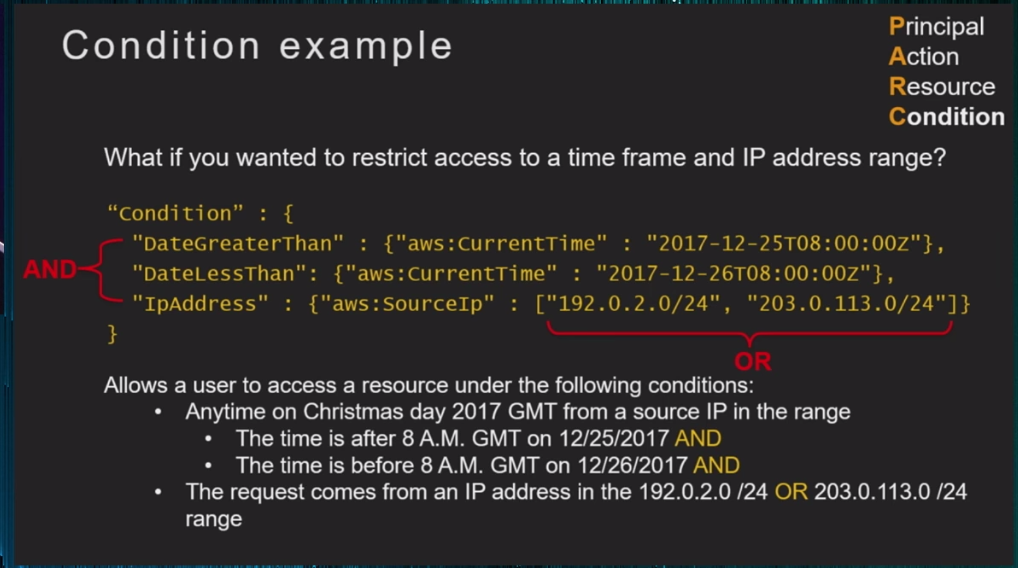 Condition example
Principal
Action
Resource
Condition
What if you wanted to restrict access to a time frame and IP address range?
“Condition” : {
"DateGreaterThan" : {"aws:CurrentTime" : "2017-12-25T08:00:00Z"},
"DateLessThan": {"aws:CurrentTime" : "2017-12-26T08:00:00Z"},
"IpAddress" : {"aws:SourceIp" : ["192.0.2.0/24", "203.0.113.0/24"]}
}
AND
OR
Allows a user to access a resource under the following conditions:
• Anytime on Christmas day 2017 GMT from a source IP in the range
• The time is after 8 A.M. GMT on 12/25/2017 AND
• The time is before 8 A.M. GMT on 12/26/2017 AND
• The request comes from an IP address in the 192.0.2.0 /24 OR 203.0.113.0 /24
range